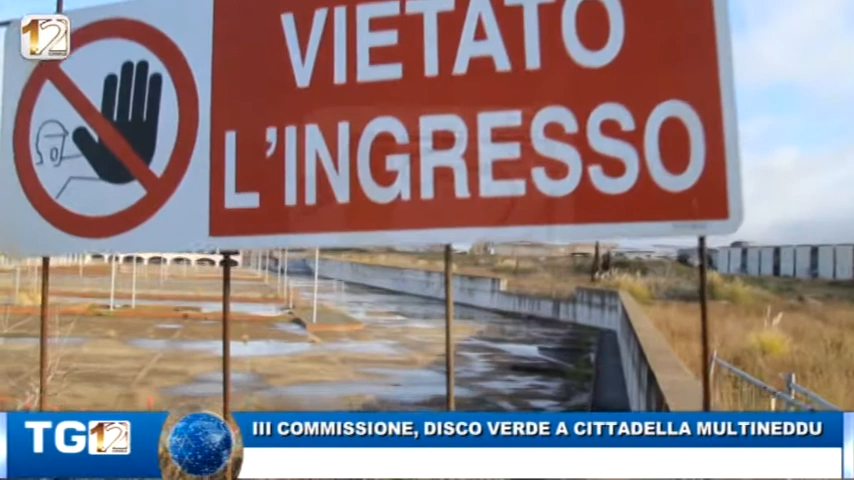 12
VIETATO
L'INGRESSO
TG12
III COMMISSIONE, DISCO VERDE A CITTADELLA MULTINEDDU